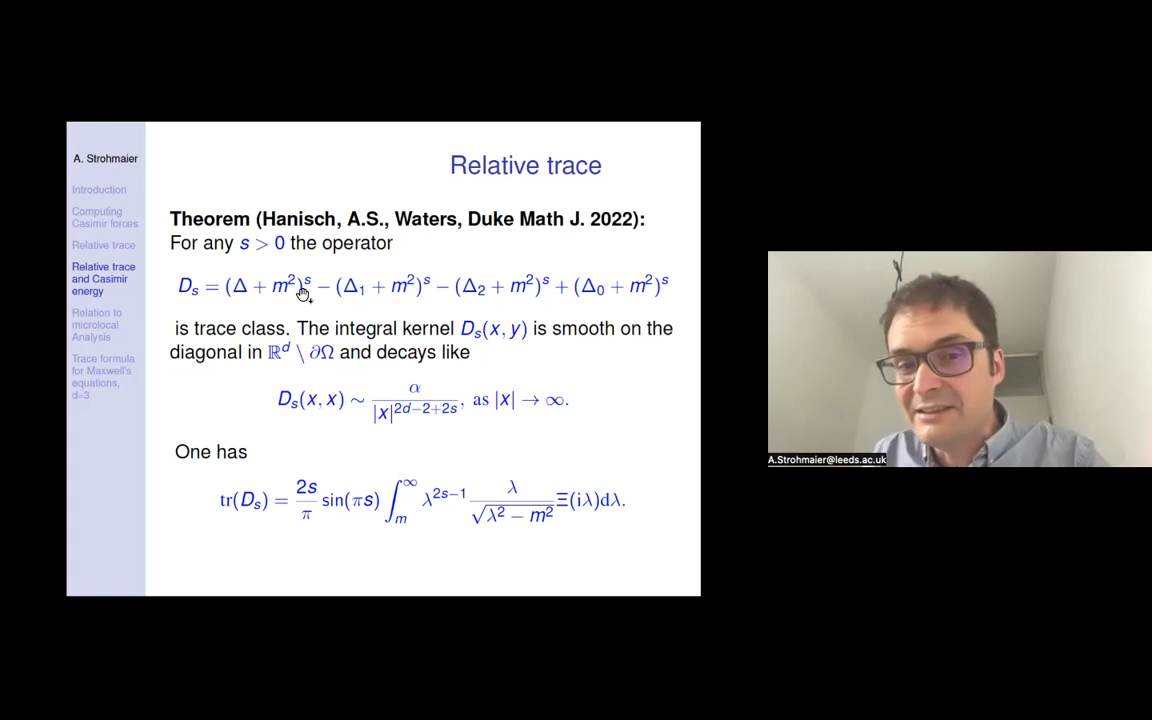 A. Strohmaier
Introduction
Computing
Casimir forces
Relative trace
Relative trace
and Casimir
energy
Relation to
microlocal
Analysis
Trace formula
for Maxwell's
equations,
d=3
Relative trace
Theorem (Hanisch, A.S., Waters, Duke Math J. 2022):
For any s > 0 the operator
D_s = (Δ + m²)^s − (Δ₁ + m²)^s − (Δ₂ + m²)^s + (Δ₀ + m²)^s
is trace class. The integral kernel D_s(x, y) is smooth on the
diagonal in ℝ^d \ ∂Ω and decays like
D_s(x, x) ∼ α / |x|^{2d−2+2s}, as |x| → ∞.
One has
tr(D_s) = 2s/π sin(πs) ∫_m^∞ λ^{2s−1} λ/√(λ² − m²) Ξ(iλ)dλ.
A.Strohmaier@leeds.ac.uk